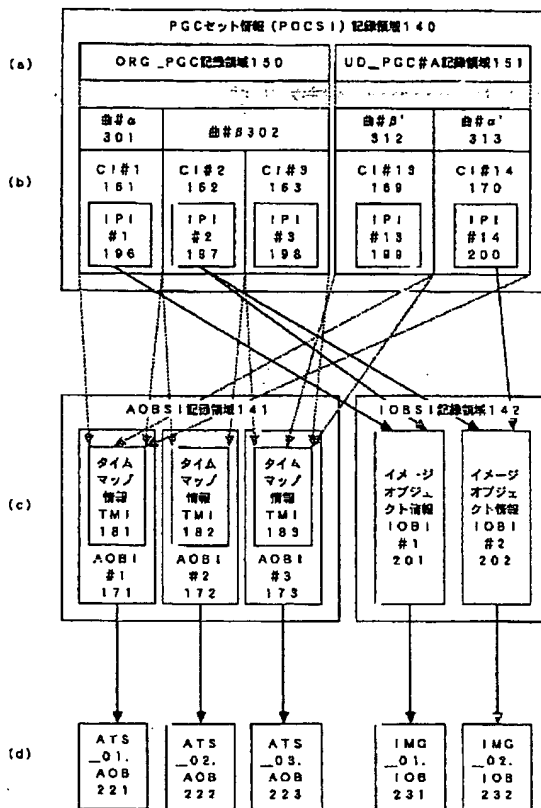 PGCセット情報（PGCSI）記録領域140
(a)
ORG_PGC記録領域150
UD_PGC#A記録領域151
曲#α
301
曲#β302
曲#β'
312
曲#α'
313
(b)
CI#1
161
CI#2
162
CI#3
163
CI#13
169
CI#14
170
IPI
#1
196
IPI
#2
197
IPI
#3
198
IPI
#13
199
IPI
#14
200
AOBSI記録領域141
IOBSI記録領域142
(c)
タイム
マップ
情報
TMI
181
タイム
マップ
情報
TMI
182
タイム
マップ
情報
TMI
183
イメージ
オブジェ
クト情報
IOBI
#1
201
イメージ
オブジェ
クト情報
IOBI
#2
202
AOBI
#1
171
AOBI
#2
172
AOBI
#3
173
(d)
ATS
_01.
AOB
221
ATS
_02.
AOB
222
ATS
_03.
AOB
223
IMG
_01.
IOB
231
IMG
_02.
IOB
232